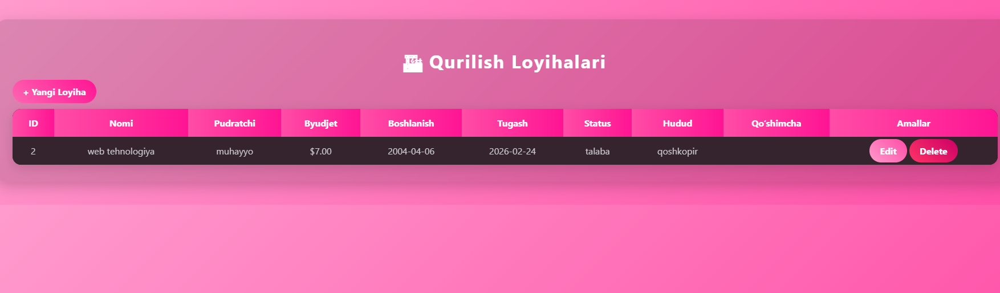 Qurilish Loyihalari
+ Yangi Loyiha
ID Nomi Pudratchi Byudjet Boshlanish Tugash Status Hudud Qo‘shimcha Amallar
2 web tehnologiya muhayyo $7.00 2004-04-06 2026-02-24 talaba qoshkopir Edit Delete